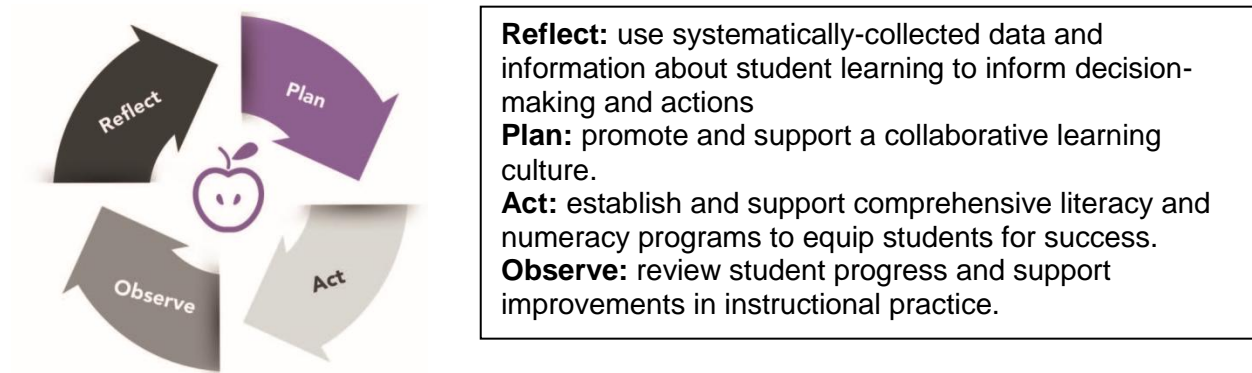 Reflect
Plan
Act
Observe
Reflect: use systematically-collected data and
information about student learning to inform decision-
making and actions
Plan: promote and support a collaborative learning
culture.
Act: establish and support comprehensive literacy and
numeracy programs to equip students for success.
Observe: review student progress and support
improvements in instructional practice.